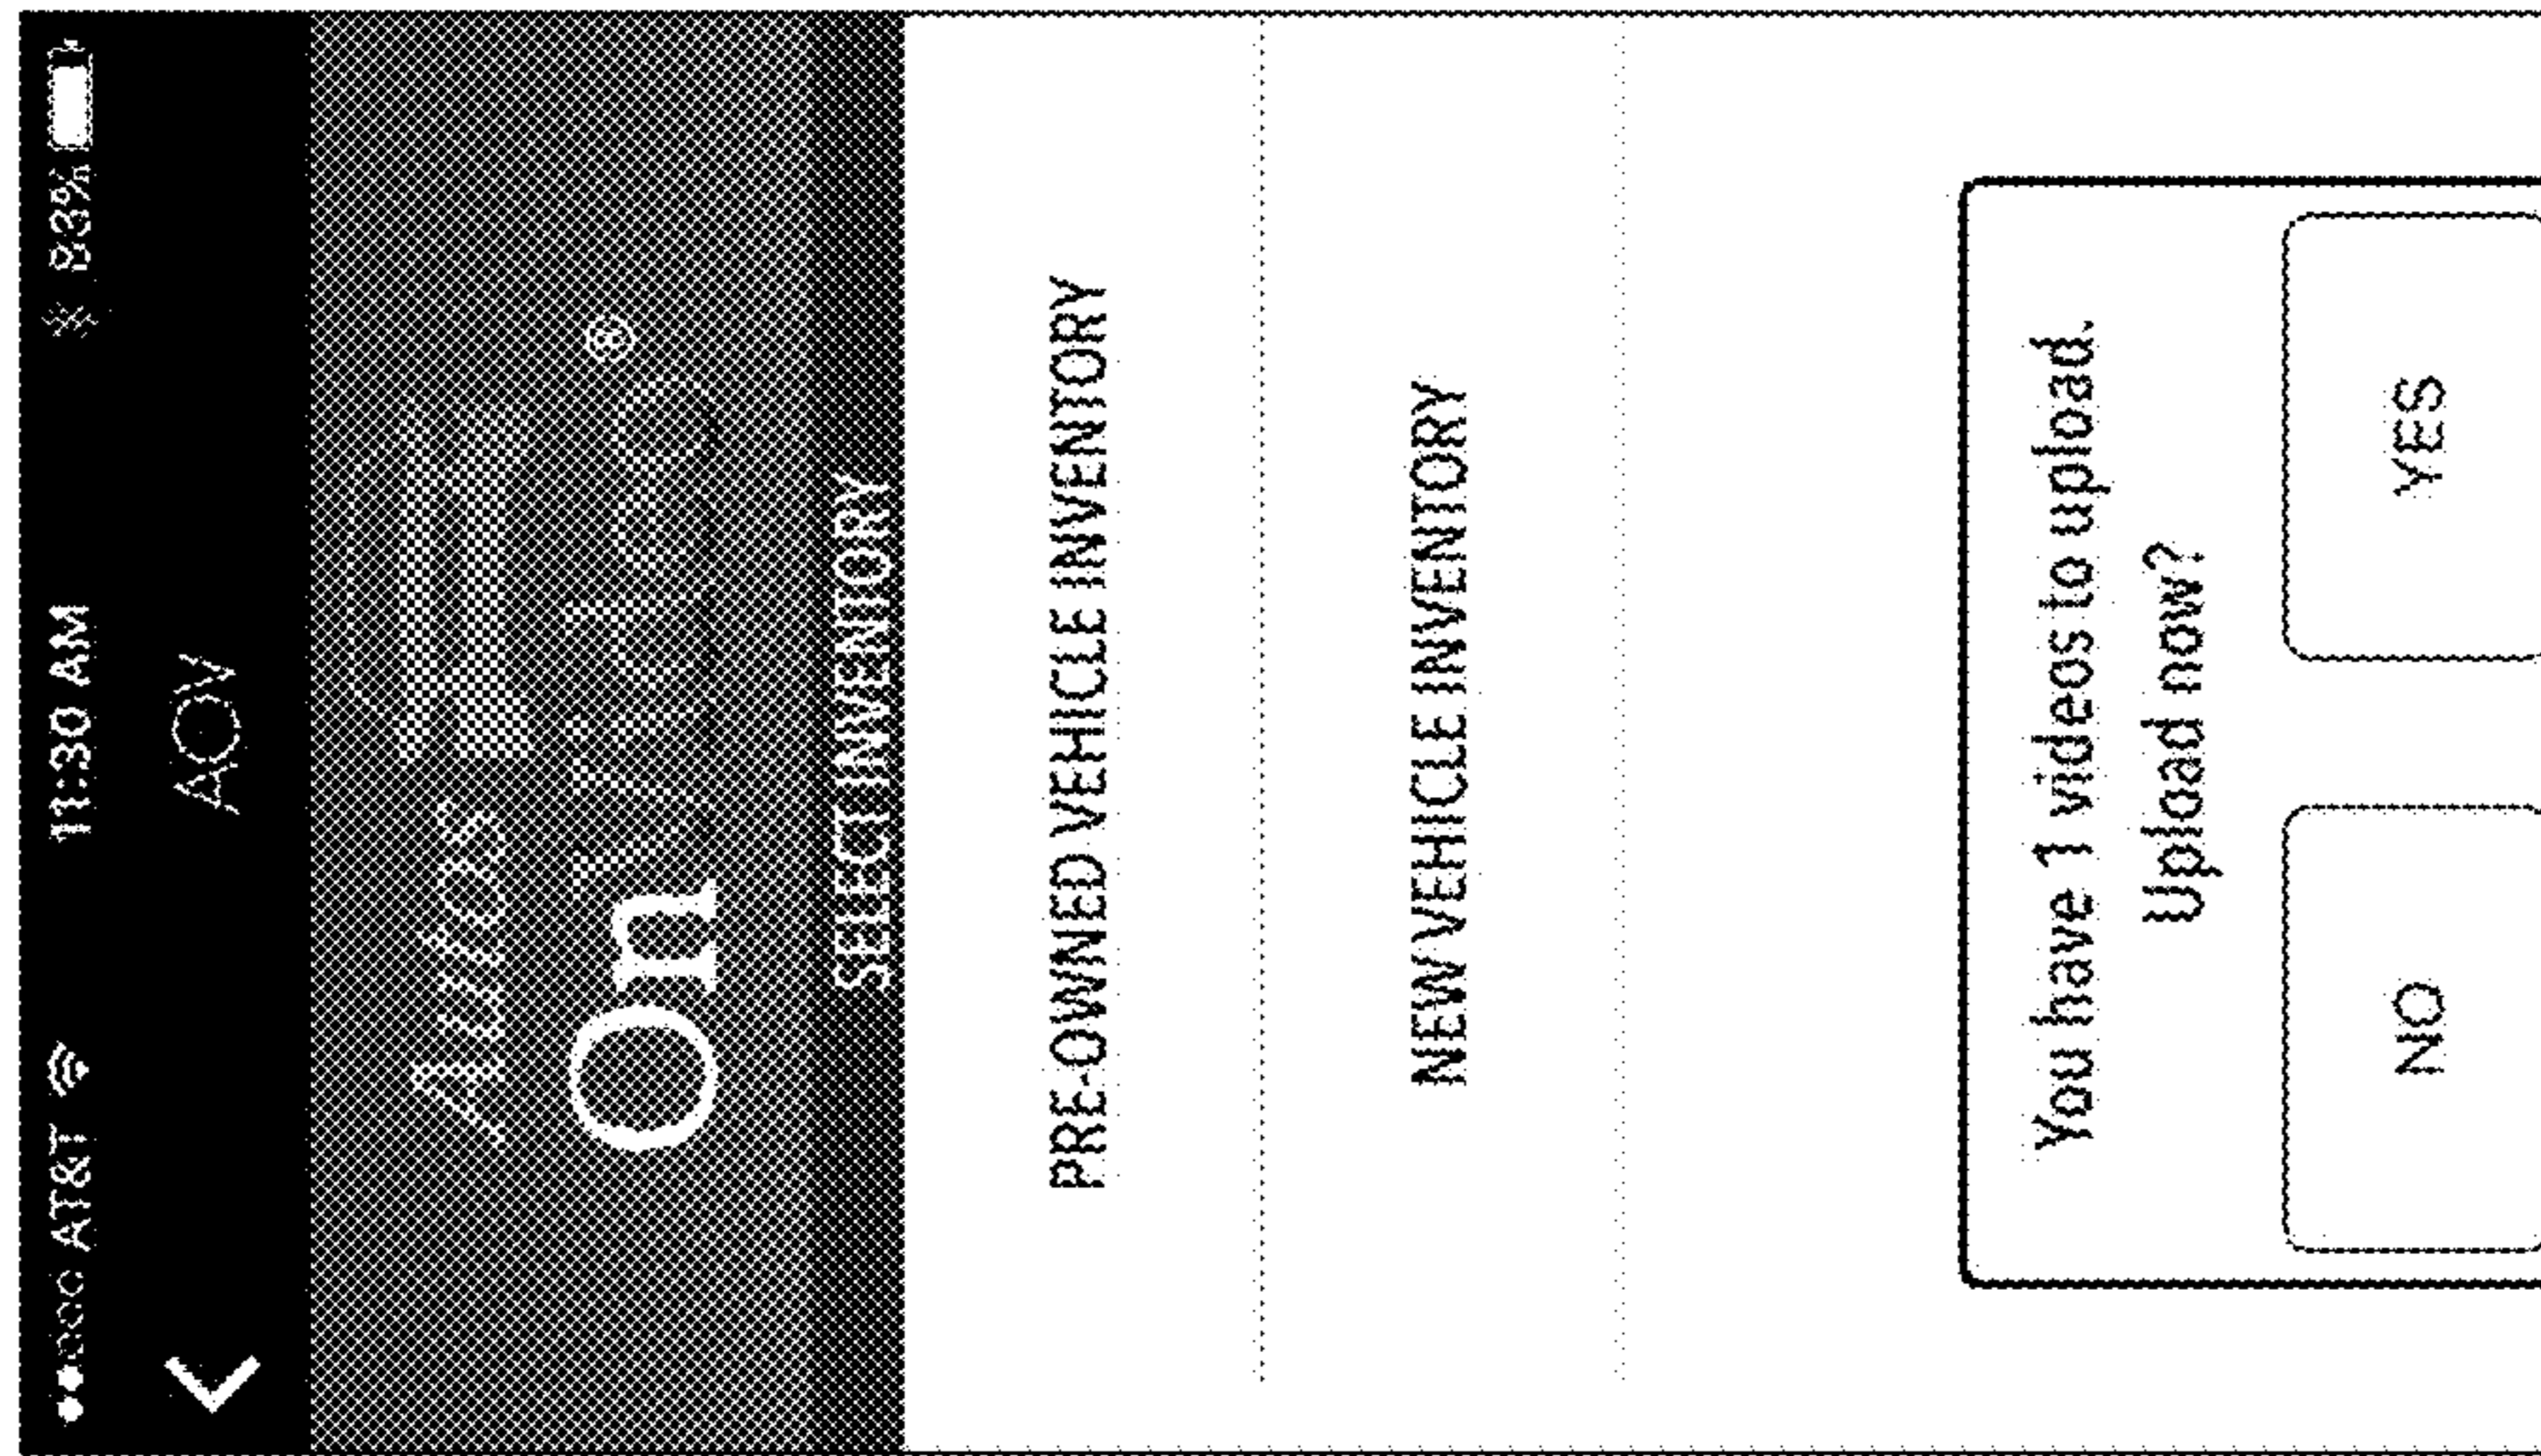 AT&T 11:30 AM 83%
AOV
Autos
On Video®
SELECT INVENTORY
PRE-OWNED VEHICLE INVENTORY
NEW VEHICLE INVENTORY
You have 1 videos to upload.
Upload now?
NO YES